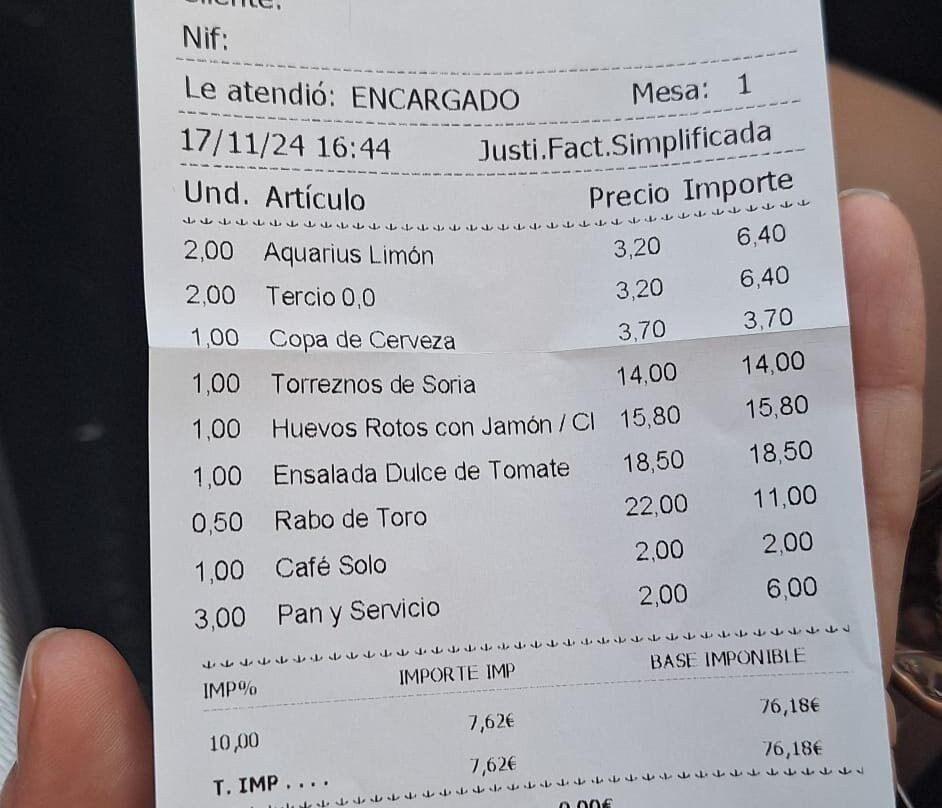 Nif:
Le atendió: ENCARGADO Mesa: 1
17/11/24 16:44 Justi.Fact.Simplificada
Und. Artículo Precio Importe
2,00 Aquarius Limón 3,20 6,40
2,00 Tercio 0,0 3,20 6,40
1,00 Copa de Cerveza 3,70 3,70
1,00 Torreznos de Soria 14,00 14,00
1,00 Huevos Rotos con Jamón / Cl 15,80 15,80
1,00 Ensalada Dulce de Tomate 18,50 18,50
0,50 Rabo de Toro 22,00 11,00
1,00 Café Solo 2,00 2,00
3,00 Pan y Servicio 2,00 6,00
IMP% IMPORTE IMP BASE IMPONIBLE
10,00 7,62€ 76,18€
T. IMP . . . . 7,62€ 76,18€